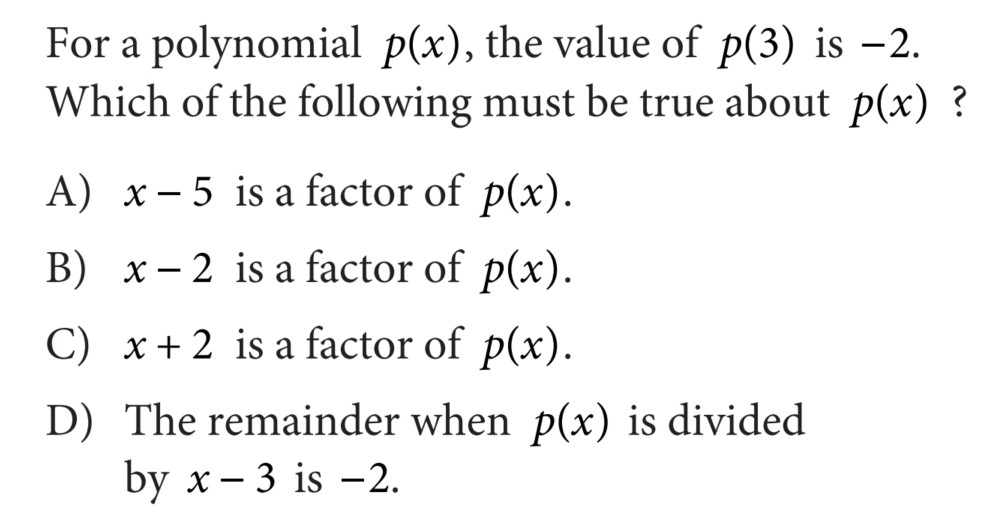 For a polynomial p(x), the value of p(3) is −2.
Which of the following must be true about p(x) ?
A) x − 5 is a factor of p(x).
B) x − 2 is a factor of p(x).
C) x + 2 is a factor of p(x).
D) The remainder when p(x) is divided
by x − 3 is −2.